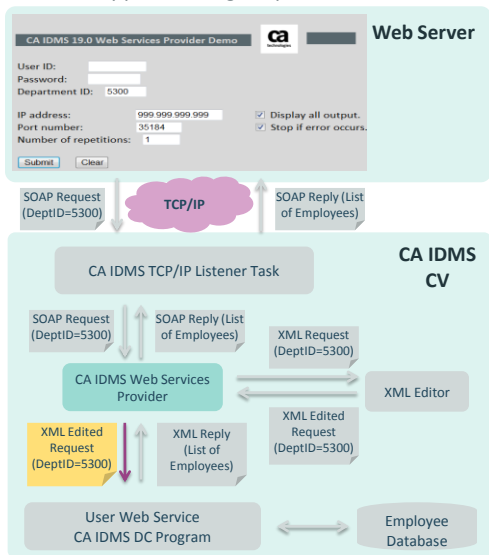 CA IDMS 19.0 Web Services Provider Demo
ca
technologies
Web Server
User ID:
Password:
Department ID: 5300
IP address: 999.999.999.999
Port number: 35184
Number of repetitions: 1
Display all output.
Stop if error occurs.
Submit Clear
SOAP Request
(DeptID=5300)
TCP/IP
SOAP Reply (List
of Employees)
CA IDMS
CV
CA IDMS TCP/IP Listener Task
SOAP Request
(DeptID=5300)
SOAP Reply (List
of Employees)
XML Request
(DeptID=5300)
CA IDMS Web Services
Provider
XML Editor
XML Edited
Request
(DeptID=5300)
XML Reply
(List of
Employees)
XML Edited
Request
(DeptID=5300)
User Web Service
CA IDMS DC Program
Employee
Database